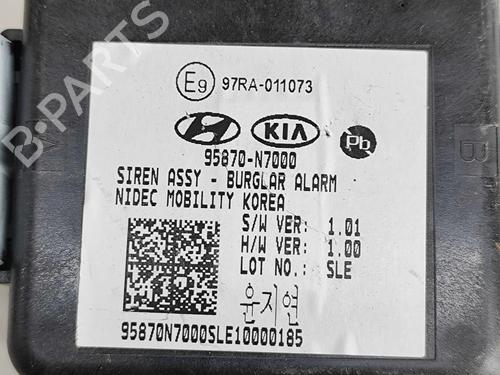 E9 97RA-011073
KIA Pb
95870-N7000
SIREN ASSY - BURGLAR ALARM
NIDEC MOBILITY KOREA
S/W VER: 1.01
H/W VER: 1.00
LOT NO.: SLE
윤지연
95870N7000SLE10000185
B
B-Parts